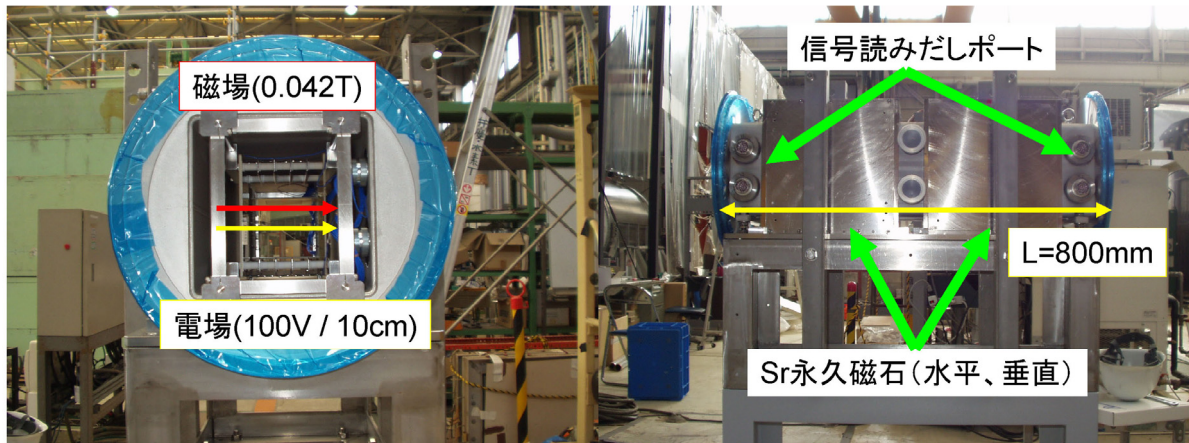 磁場(0.042T)
電場(100V / 10cm)
信号読みだしポート
L=800mm
Sr永久磁石(水平、垂直)